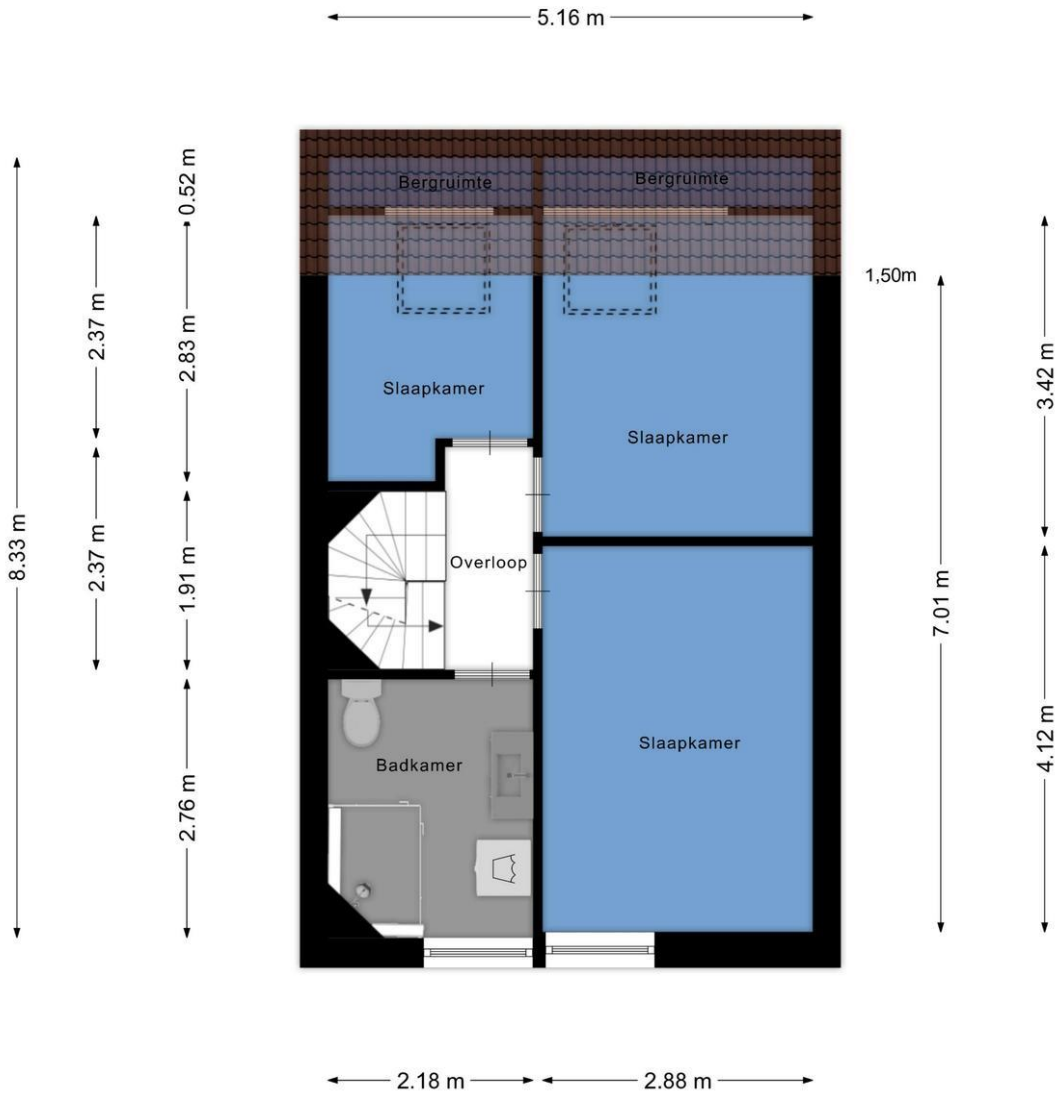 5.16 m
Bergruimte
Bergruimte
1,50m
8.33 m
2.37 m
2.37 m
0.52 m
2.83 m
1.91 m
2.76 m
Slaapkamer
Slaapkamer
Overloop
Slaapkamer
Badkamer
7.01 m
3.42 m
4.12 m
2.18 m
2.88 m